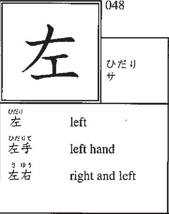 048
左
ひだり
サ
ひだり
左 left
ひだりて
左手 left hand
さゆう
左右 right and left